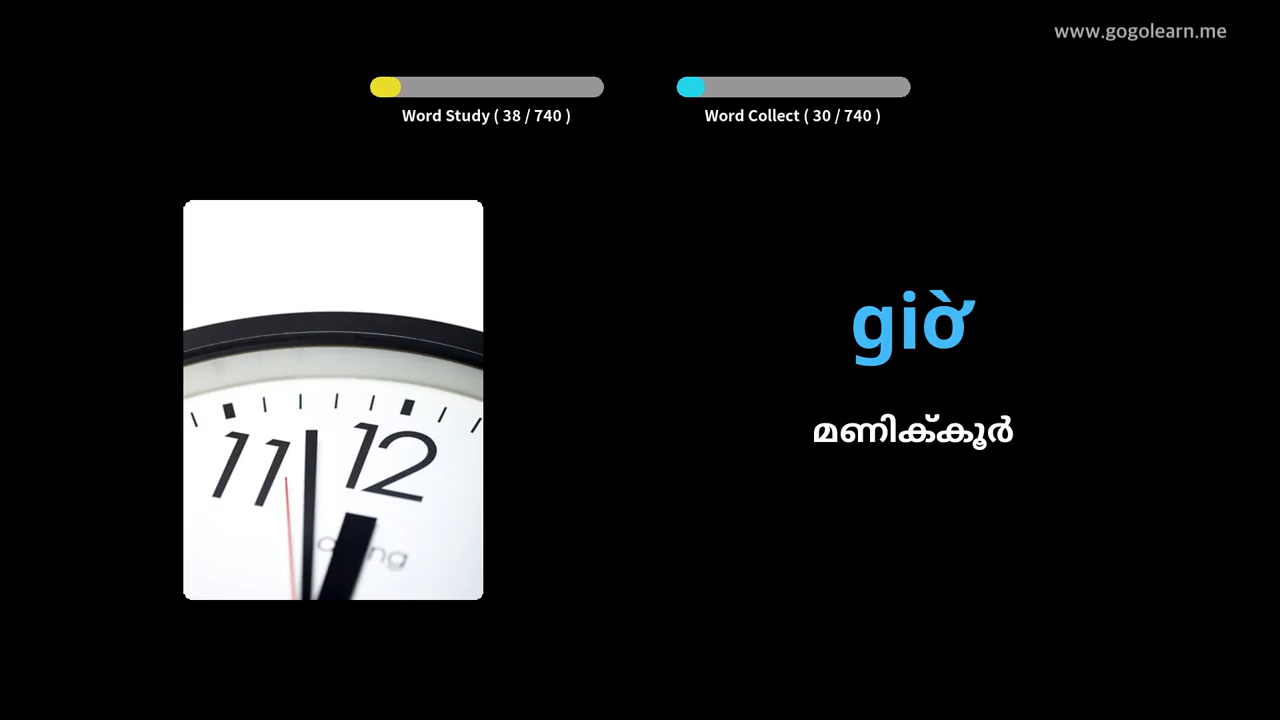 www.gogolearn.me
Word Study ( 38 / 740 )
Word Collect ( 30 / 740 )
11 12
giờ
മണിക്കൂർ